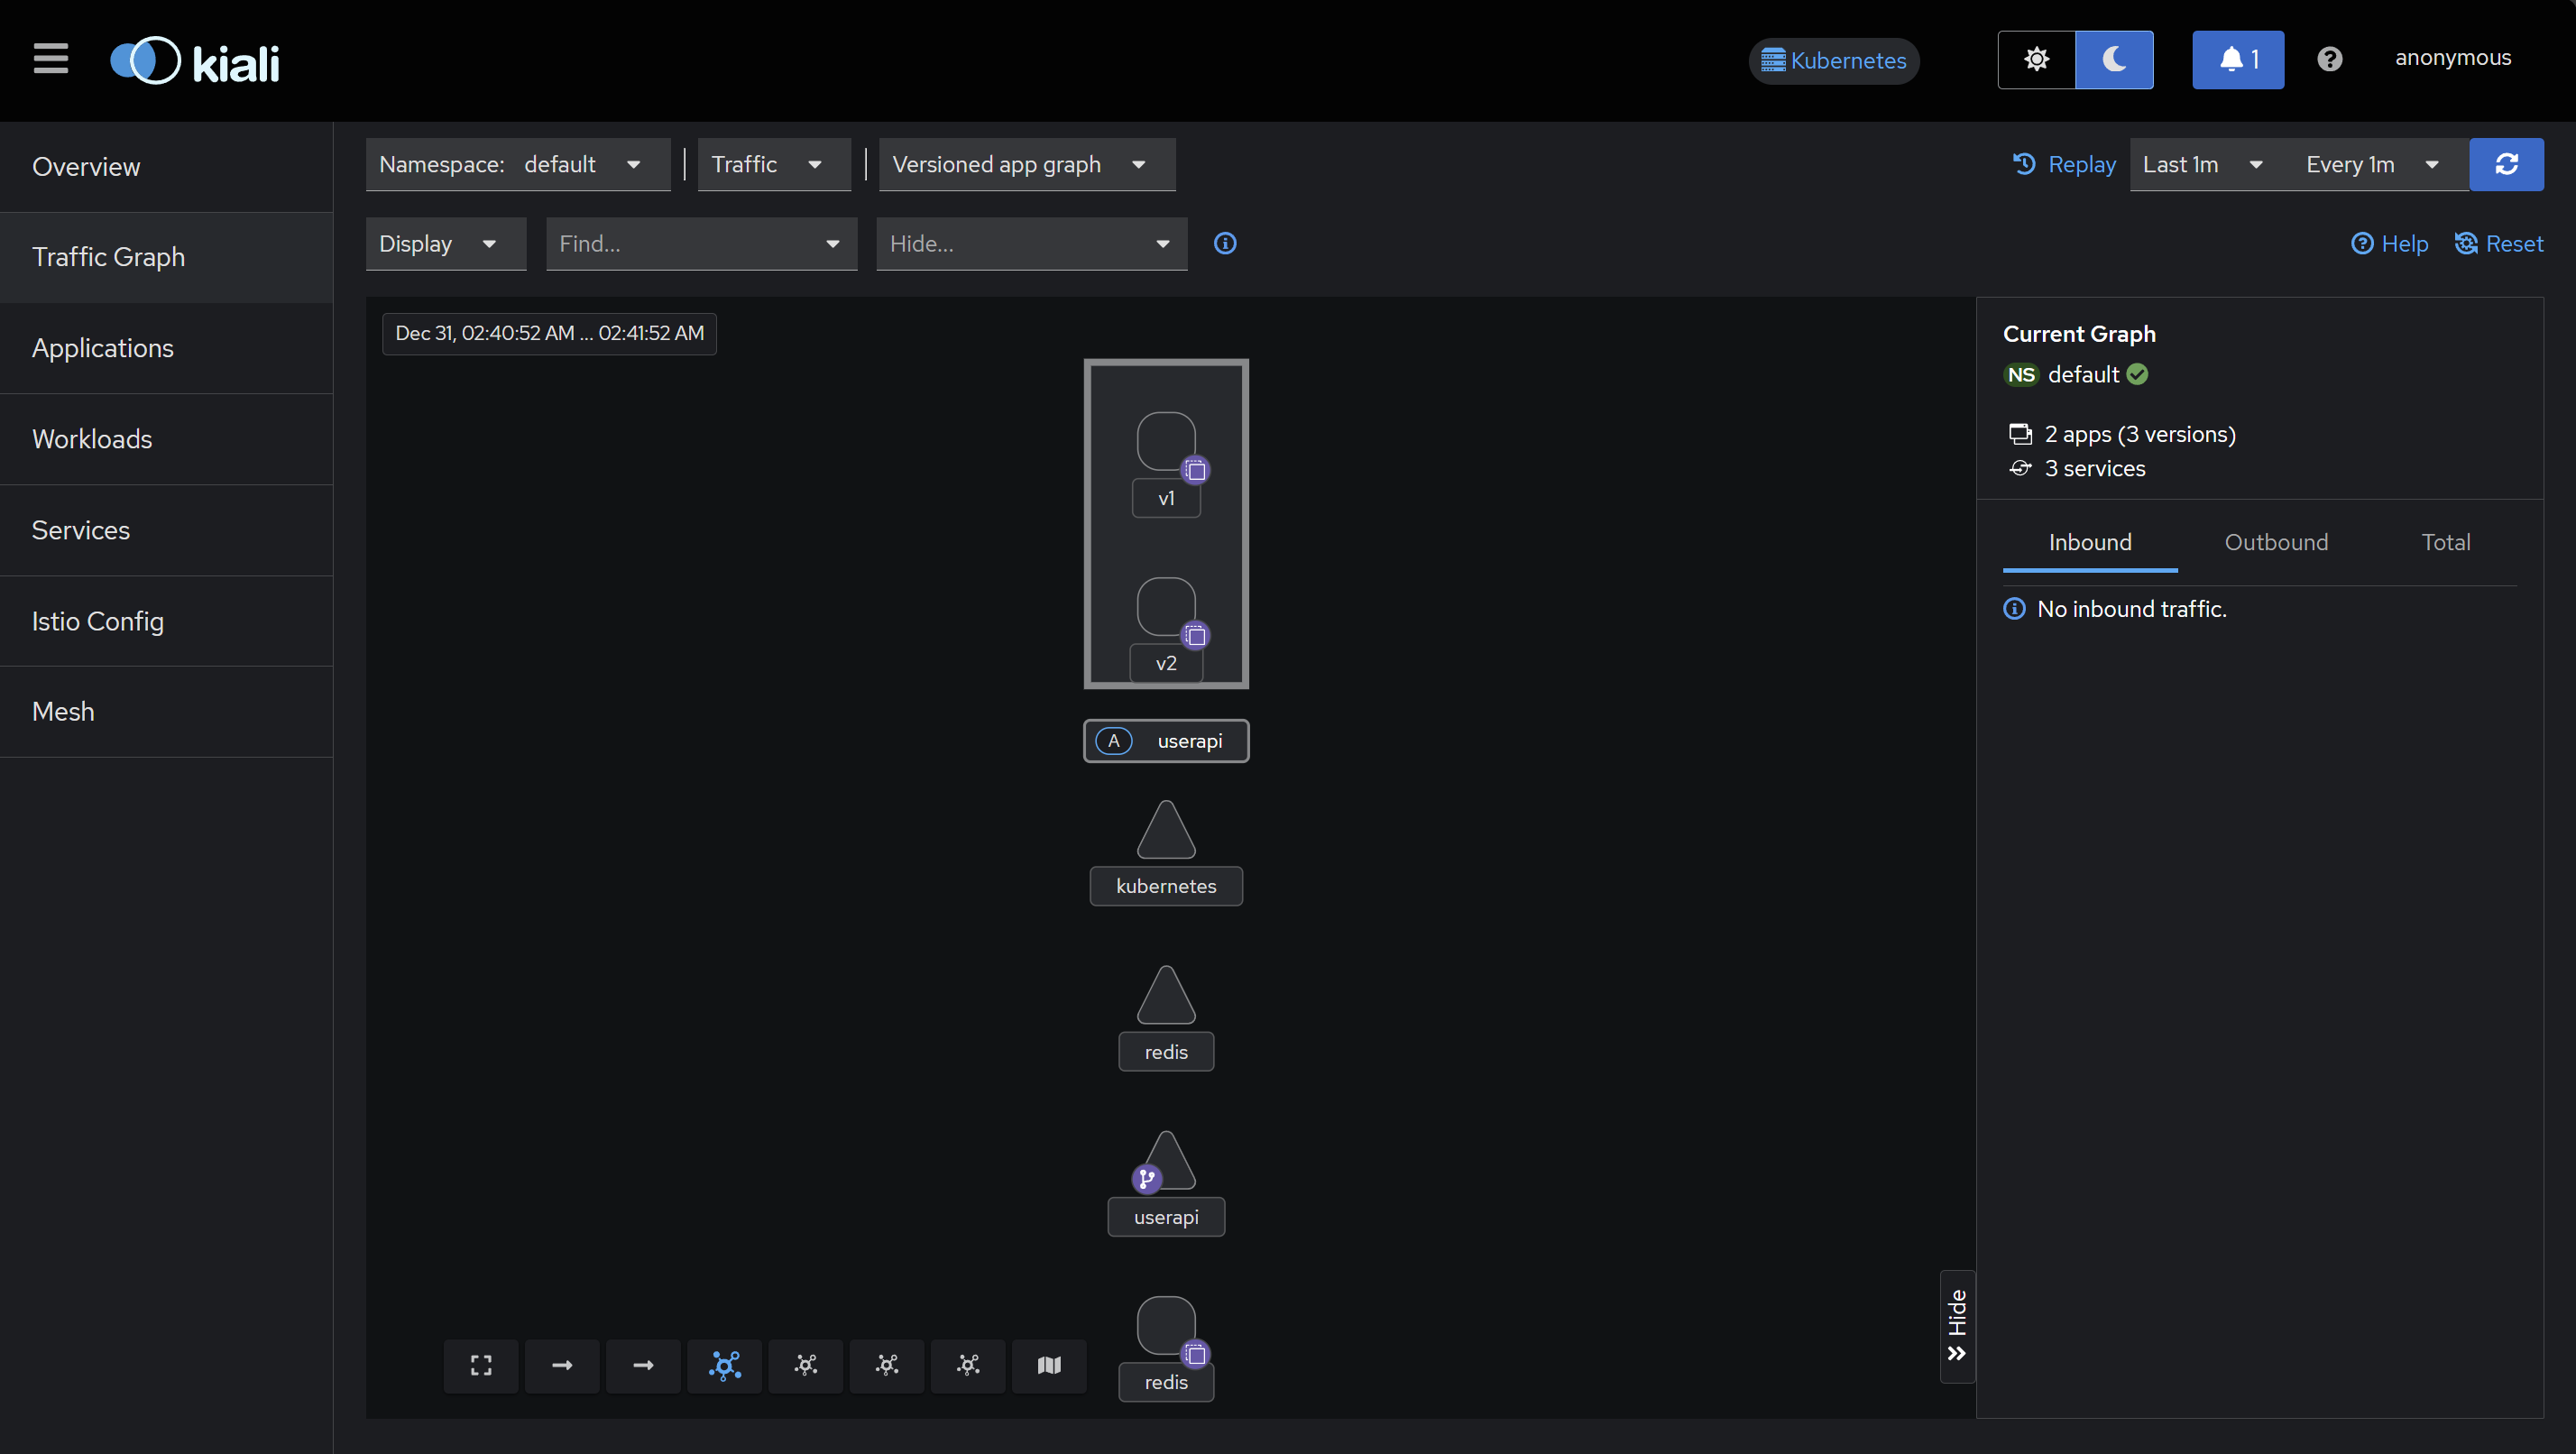 kiali
Kubernetes
1
anonymous
Overview
Traffic Graph
Applications
Workloads
Services
Istio Config
Mesh
Namespace: default
Traffic
Versioned app graph
Replay
Last 1m
Every 1m
Display
Find...
Hide...
Help
Reset
Dec 31, 02:40:52 AM ... 02:41:52 AM
v1
v2
A userapi
kubernetes
redis
userapi
redis
Hide
Current Graph
NS default
2 apps (3 versions)
3 services
Inbound
Outbound
Total
No inbound traffic.